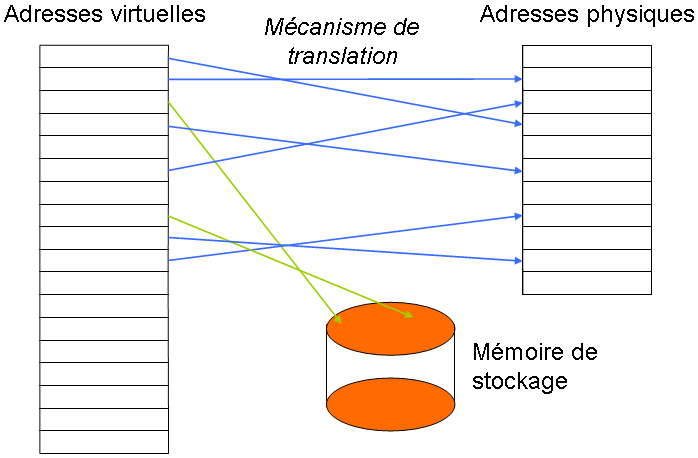 Adresses virtuelles
Mécanisme de
translation
Adresses physiques
Mémoire de
stockage